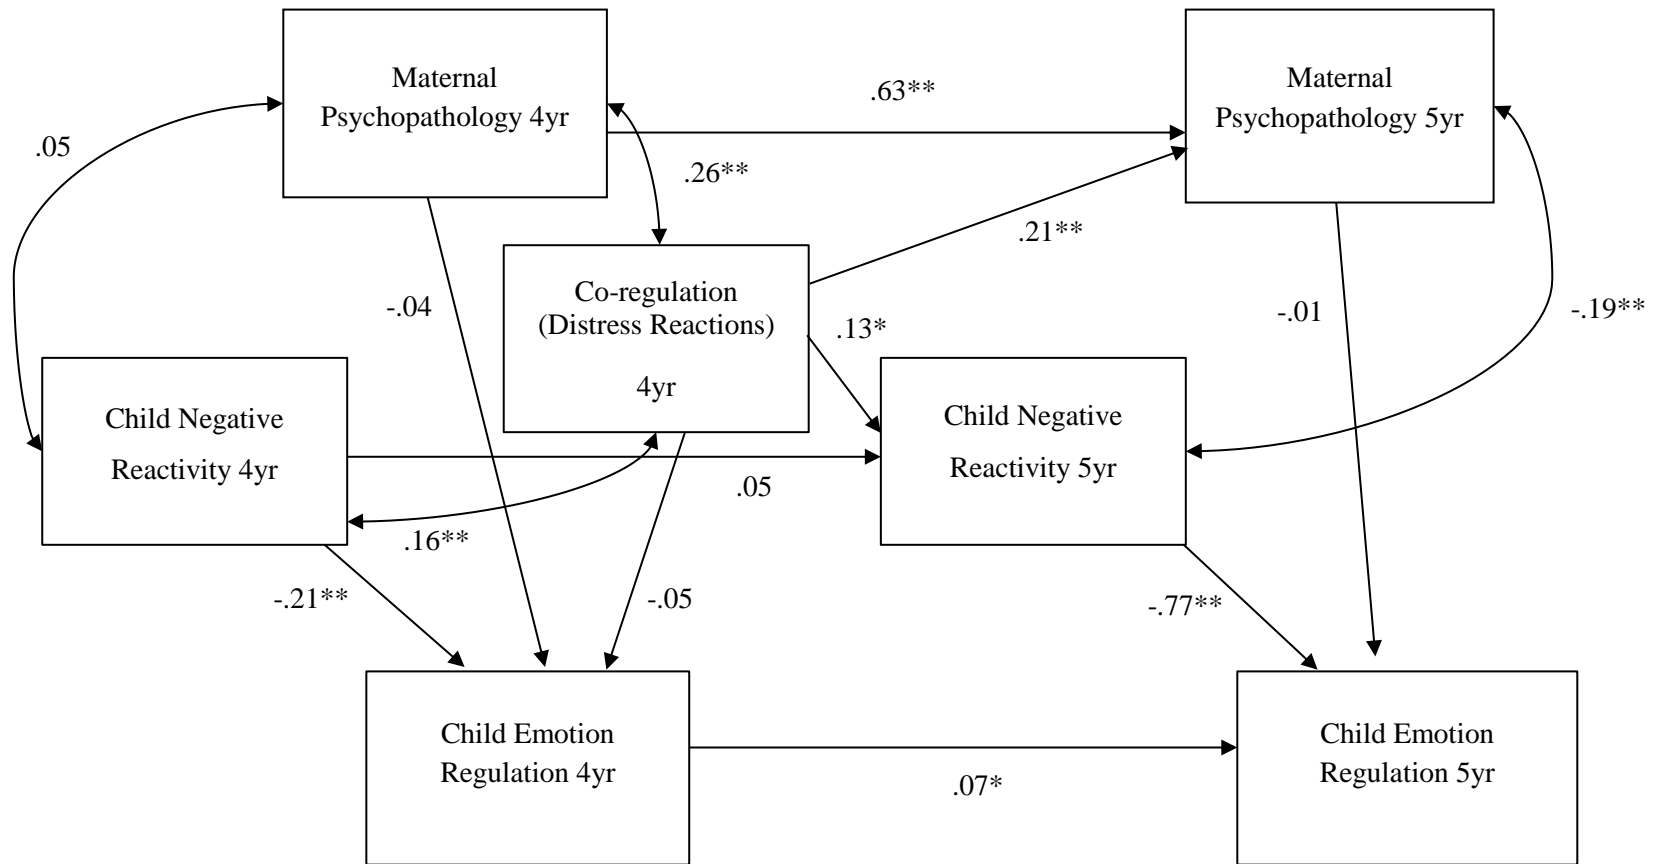 Maternal
Psychopathology 4yr
Maternal
Psychopathology 5yr
.63**
.05
.26**
.21**
Co-regulation
(Distress Reactions)
4yr
-.04
-.01
-.19**
.13*
Child Negative
Reactivity 4yr
Child Negative
Reactivity 5yr
.05
.16**
-.21**
-.05
-.77**
Child Emotion
Regulation 4yr
Child Emotion
Regulation 5yr
.07*